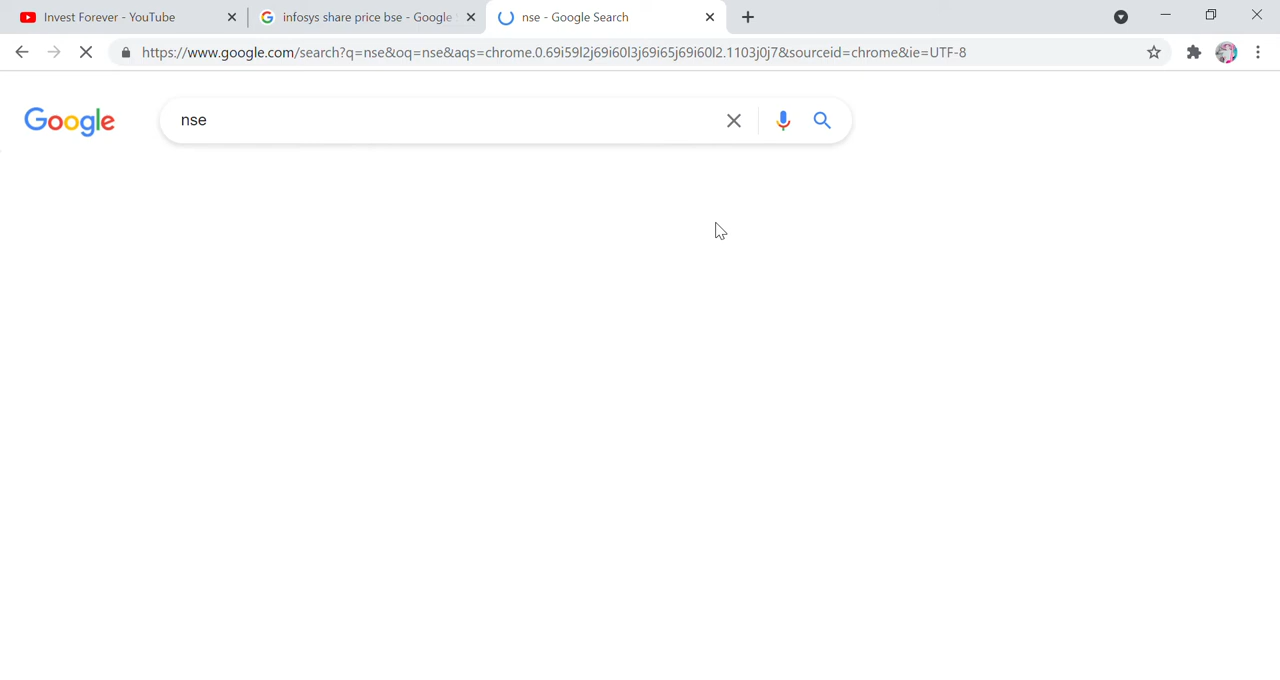 Invest Forever - YouTube
infosys share price bse - Google
nse - Google Search
https://www.google.com/search?q=nse&oq=nse&aqs=chrome.0.69i59l2j69i60l3j69i65j69i60l2.1103j0j7&sourceid=chrome&ie=UTF-8
Google
nse